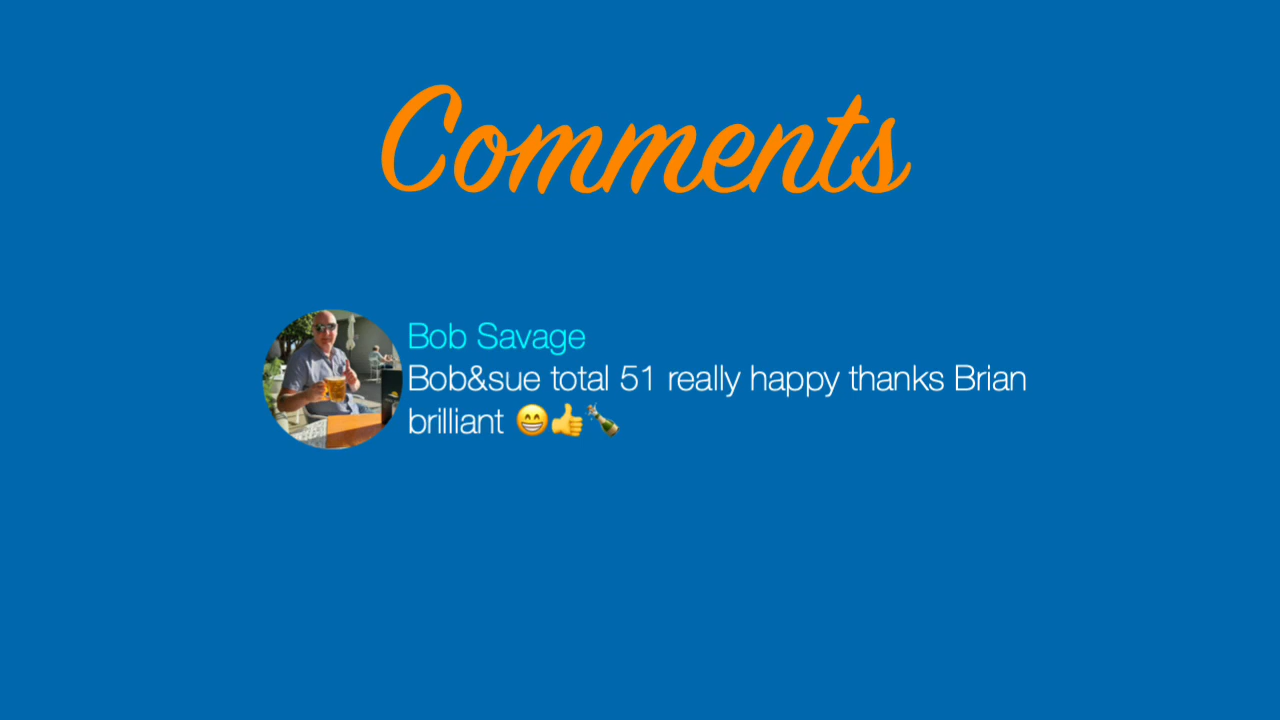 Comments
Bob Savage
Bob&sue total 51 really happy thanks Brian
brilliant 😁👍🍾